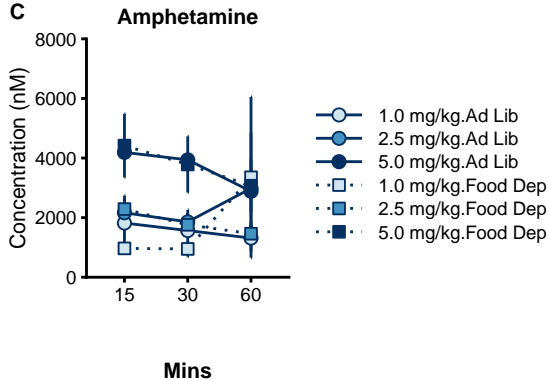 C
Amphetamine
Concentration (nM)
8000
6000
4000
2000
0
15 30 60
Mins
1.0 mg/kg.Ad Lib
2.5 mg/kg.Ad Lib
5.0 mg/kg.Ad Lib
1.0 mg/kg.Food Dep
2.5 mg/kg.Food Dep
5.0 mg/kg.Food Dep